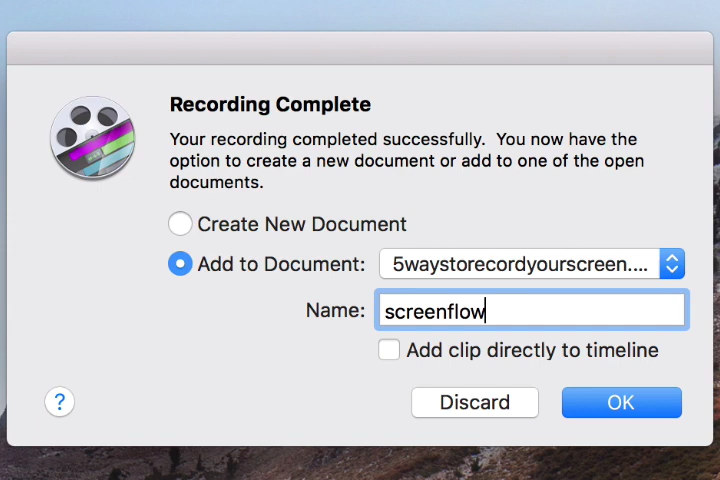 Recording Complete
Your recording completed successfully.  You now have the
option to create a new document or add to one of the open
documents.
Create New Document
Add to Document: 5waystorecordyourscreen....
Name: screenflow
Add clip directly to timeline
? Discard OK